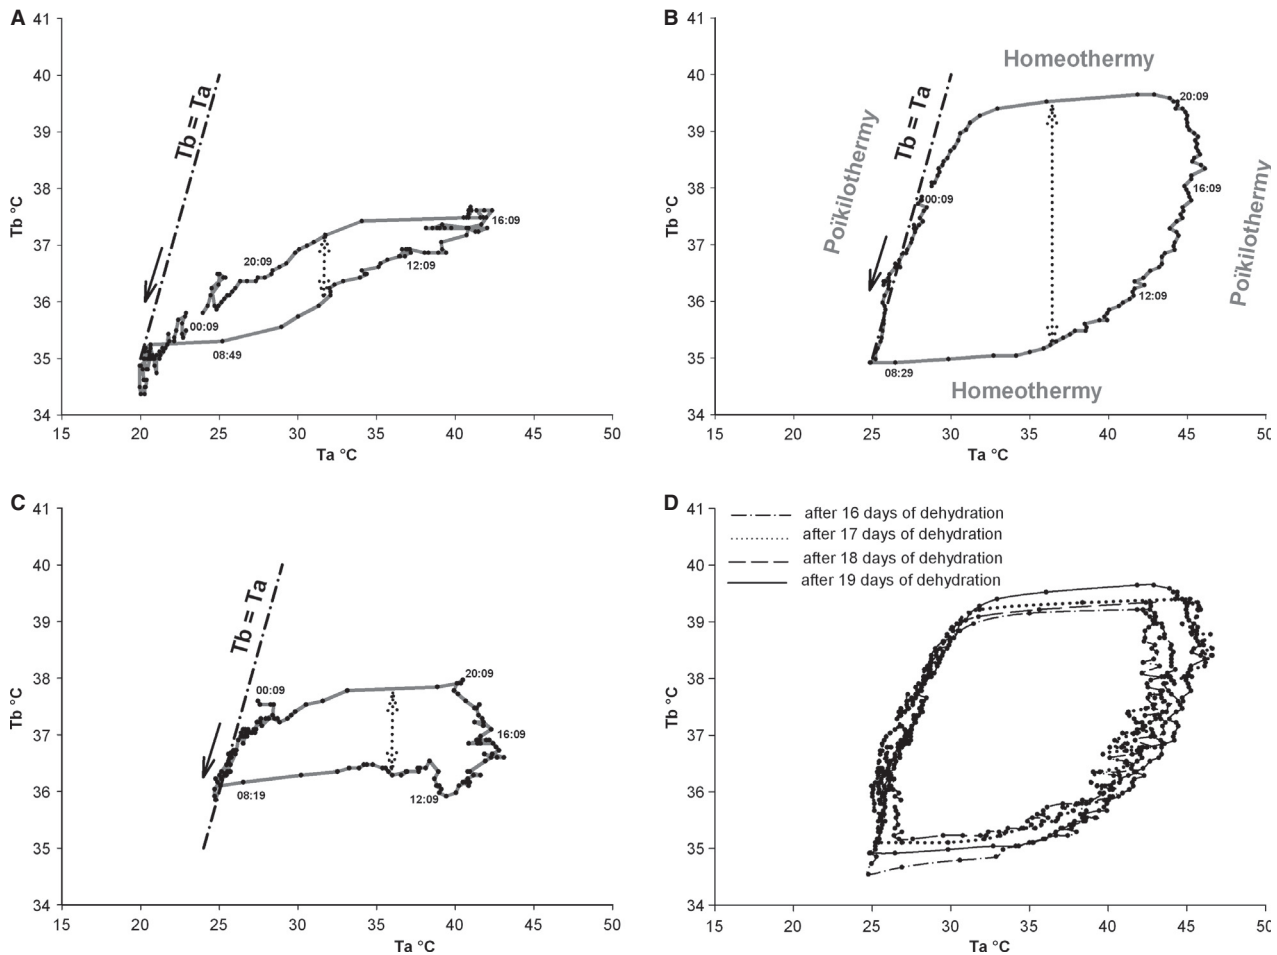 A
41
40
39
38
37
36
35
34
Tb °C
Tb = Ta
16:09
12:09
20:09
00:09
08:49
15 20 25 30 35 40 45 50
Ta °C
B
41
40
39
38
37
36
35
34
Tb °C
Homeothermy
Poïkilothermy
Tb = Ta
20:09
00:09
16:09
Poïkilothermy
12:09
08:29
Homeothermy
15 20 25 30 35 40 45 50
Ta °C
C
41
40
39
38
37
36
35
34
Tb °C
Tb = Ta
00:09
20:09
16:09
08:19
12:09
15 20 25 30 35 40 45 50
Ta °C
D
41
40
39
38
37
36
35
34
Tb °C
after 16 days of dehydration
after 17 days of dehydration
after 18 days of dehydration
after 19 days of dehydration
15 20 25 30 35 40 45 50
Ta °C